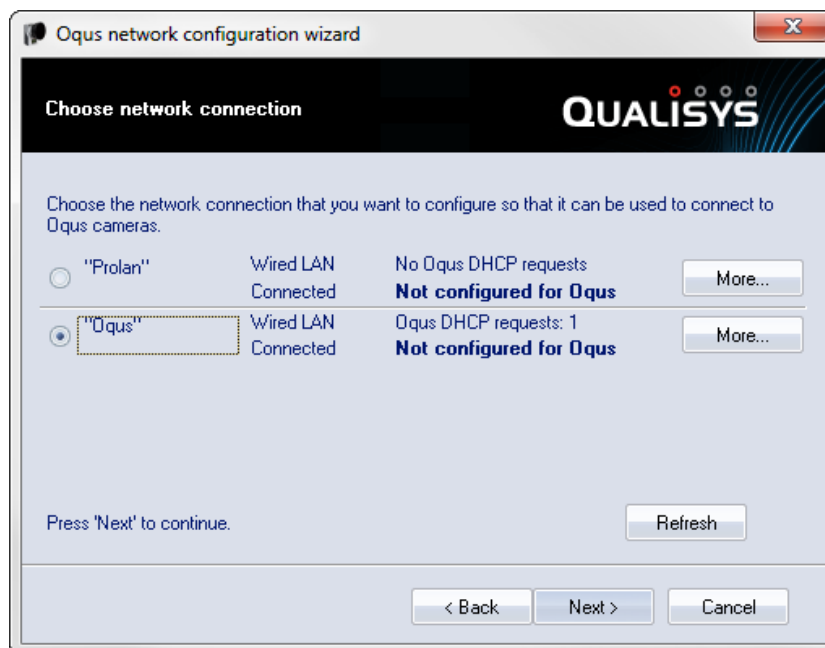 Oqus network configuration wizard
Choose network connection
QUALISYS
Choose the network connection that you want to configure so that it can be used to connect to
Oqus cameras.
"Prolan" Wired LAN No Oqus DHCP requests More...
Connected Not configured for Oqus
"Oqus" Wired LAN Oqus DHCP requests: 1 More...
Connected Not configured for Oqus
Press 'Next' to continue. Refresh
< Back Next > Cancel